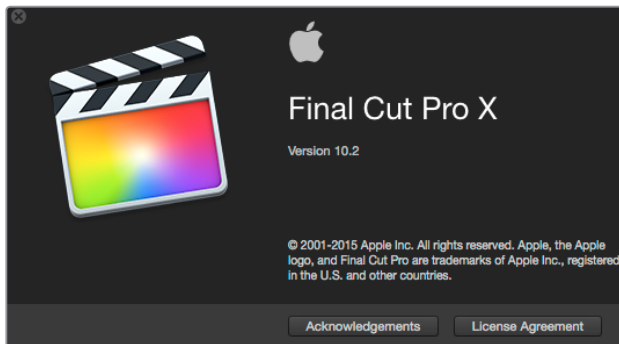 Final Cut Pro X
Version 10.2
© 2001-2015 Apple Inc. All rights reserved. Apple, the Apple
logo, and Final Cut Pro are trademarks of Apple Inc., registered
in the U.S. and other countries.
Acknowledgements
License Agreement